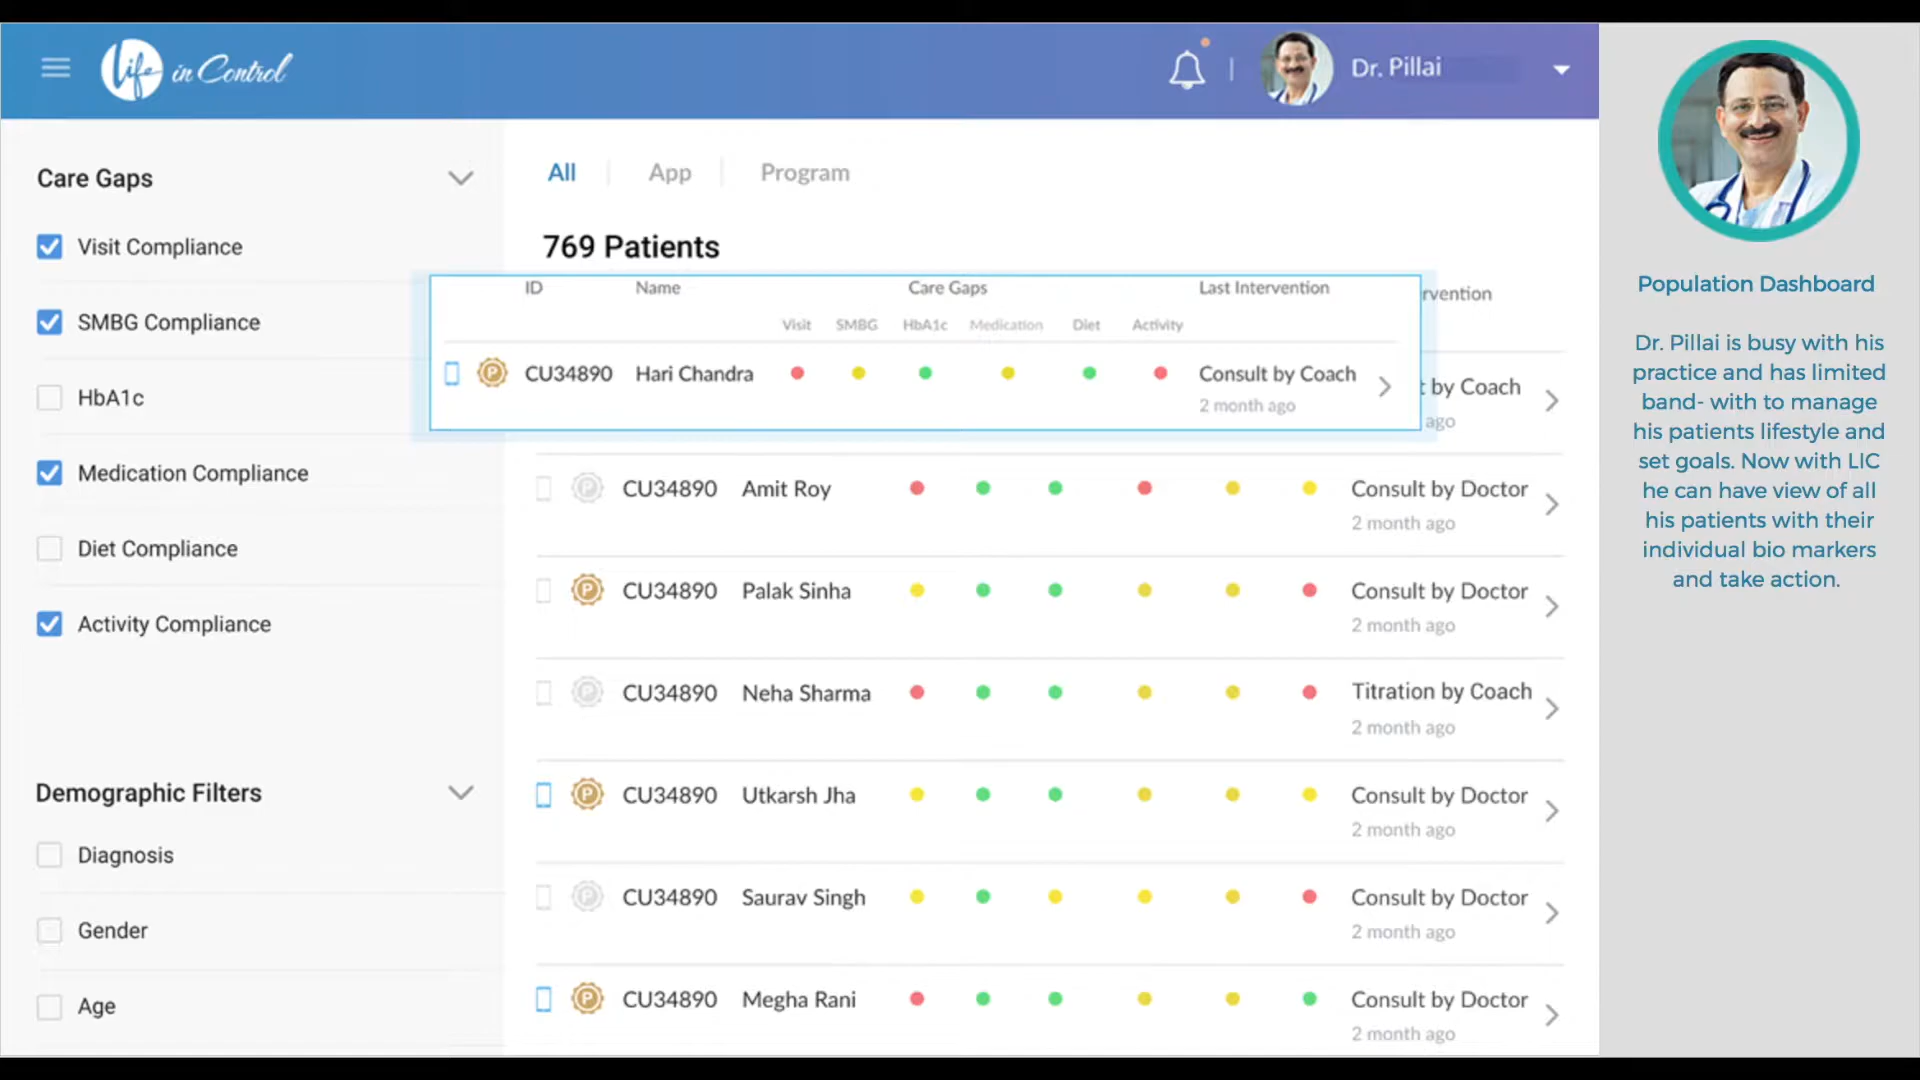 Life in Control
Dr. Pillai
Care Gaps
Visit Compliance
SMBG Compliance
HbA1c
Medication Compliance
Diet Compliance
Activity Compliance
Demographic Filters
Diagnosis
Gender
Age
All | App | Program
769 Patients
ID Name Care Gaps Last Intervention
rvention
Visit SMBG HbA1c Medication Diet Activity
P CU34890 Hari Chandra Consult by Coach
2 month ago
t by Coach
ago
P CU34890 Amit Roy Consult by Doctor
2 month ago
P CU34890 Palak Sinha Consult by Doctor
2 month ago
P CU34890 Neha Sharma Titration by Coach
2 month ago
P CU34890 Utkarsh Jha Consult by Doctor
2 month ago
P CU34890 Saurav Singh Consult by Doctor
2 month ago
P CU34890 Megha Rani Consult by Doctor
2 month ago
Population Dashboard
Dr. Pillai is busy with his
practice and has limited
band- with to manage
his patients lifestyle and
set goals. Now with LIC
he can have view of all
his patients with their
individual bio markers
and take action.